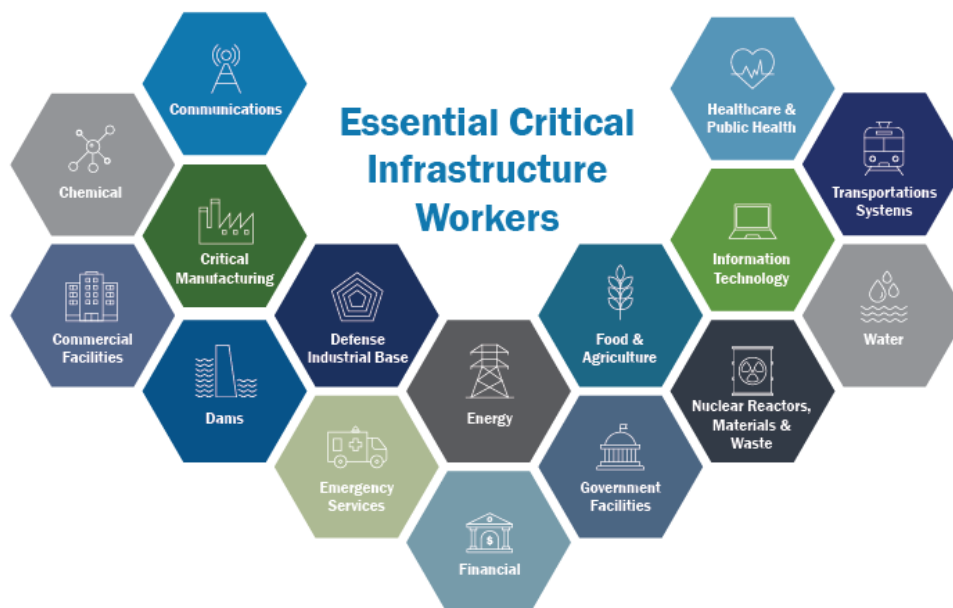 Essential Critical
Infrastructure
Workers
Communications
Chemical
Critical
Manufacturing
Commercial
Facilities
Dams
Defense
Industrial Base
Emergency
Services
Energy
Financial
Food &
Agriculture
Government
Facilities
Healthcare &
Public Health
Information
Technology
Nuclear Reactors,
Materials &
Waste
Transportations
Systems
Water
$